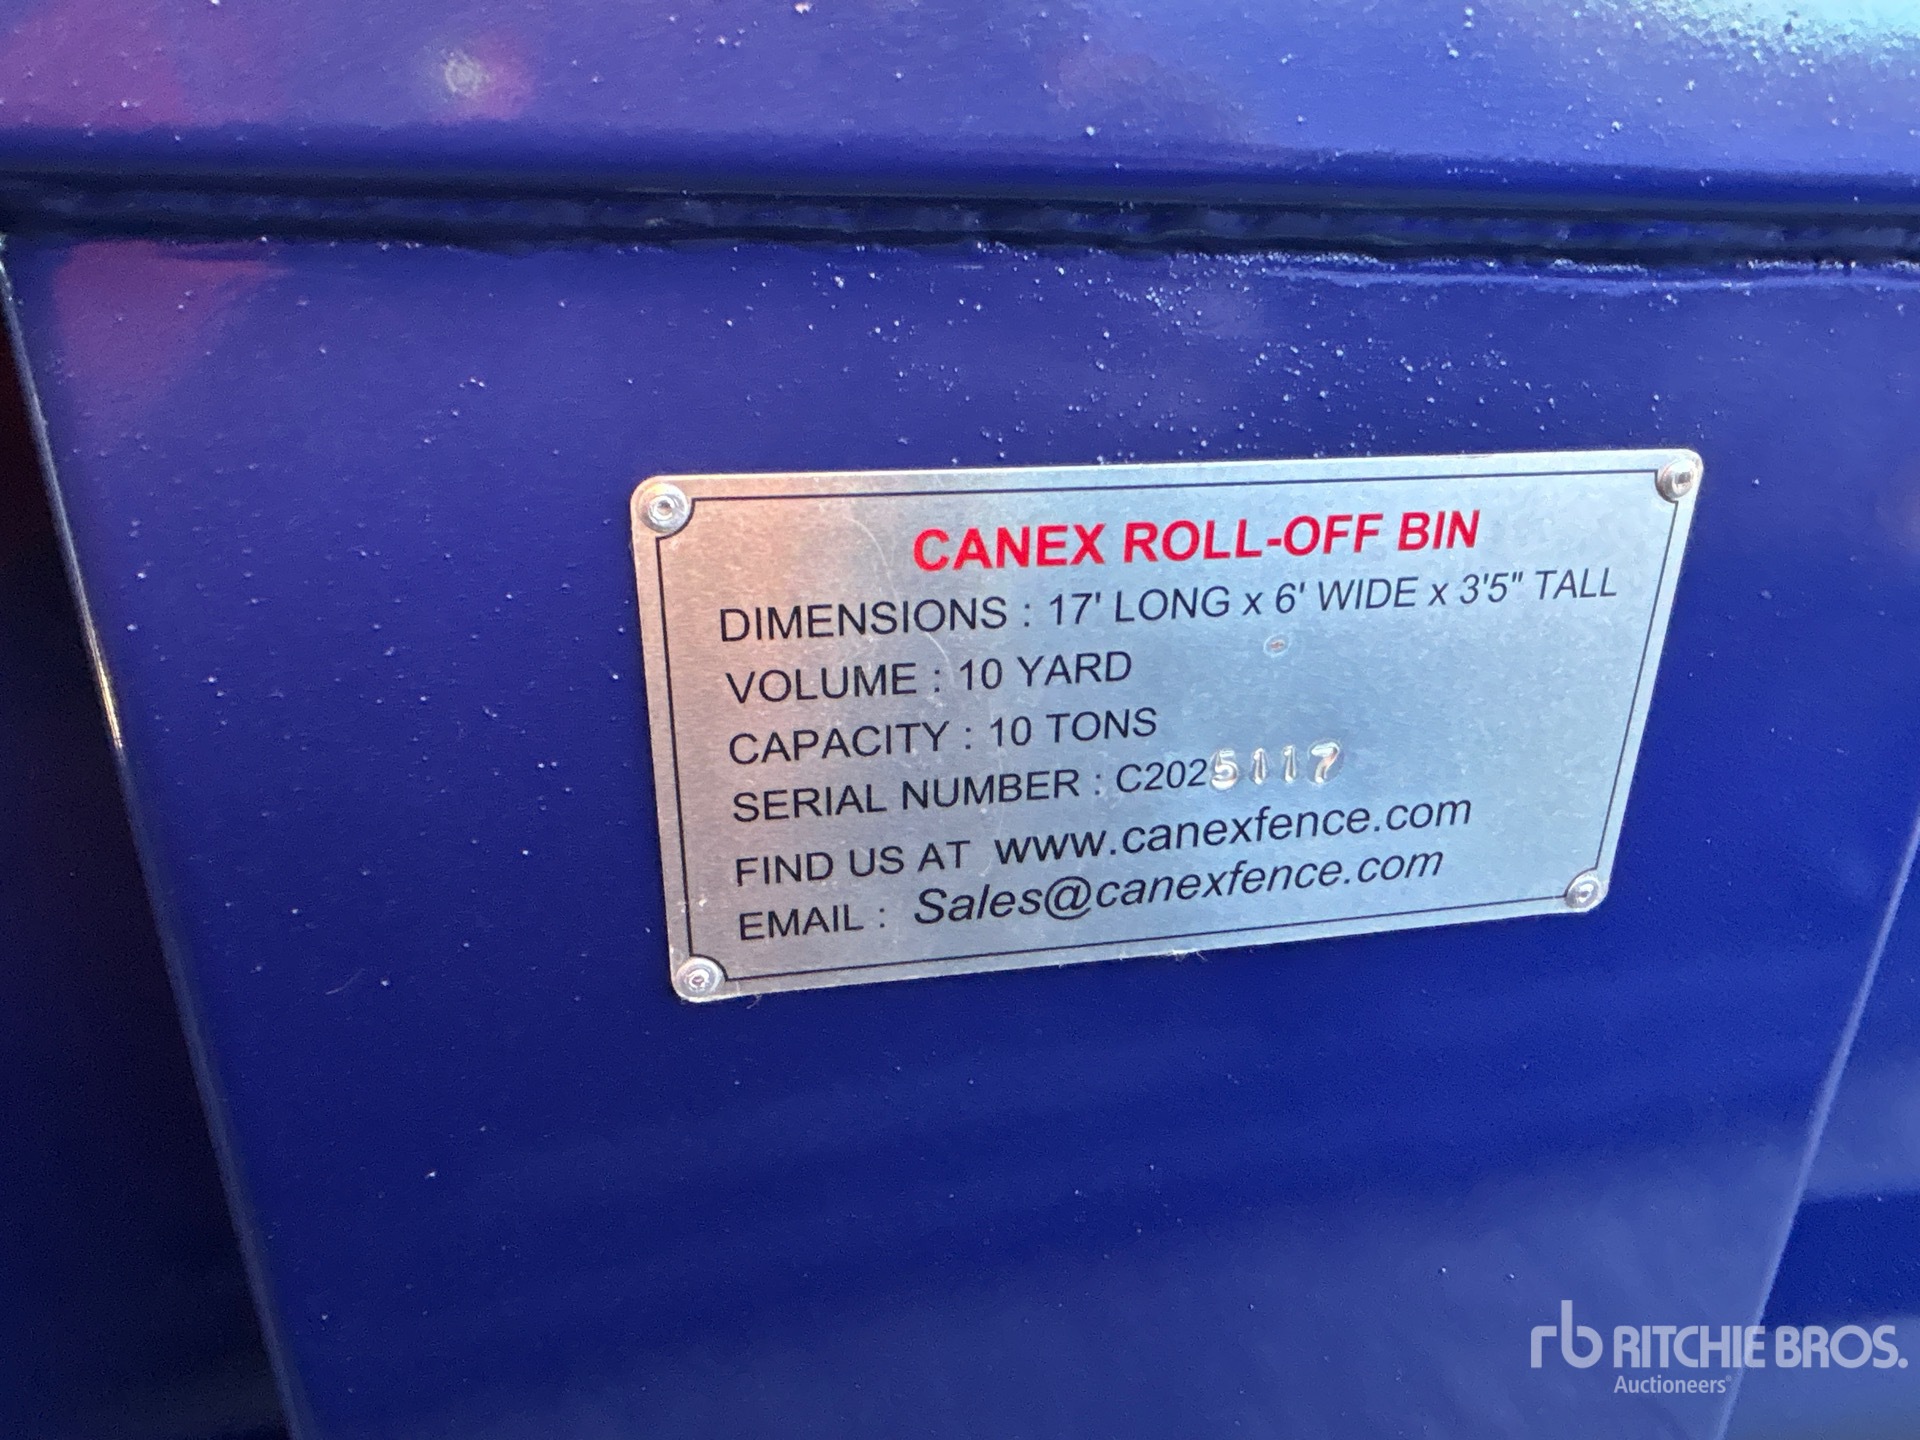 CANEX ROLL-OFF BIN
DIMENSIONS : 17' LONG x 6' WIDE x 3'5" TALL
VOLUME : 10 YARD
CAPACITY : 10 TONS
SERIAL NUMBER : C2025117
FIND US AT www.canexfence.com
EMAIL : Sales@canexfence.com
rb RITCHIE BROS.
Auctioneers